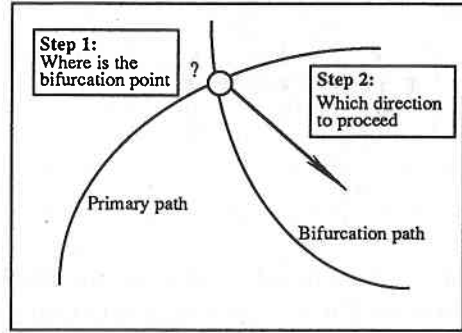 Step 1:
Where is the
bifurcation point
?
Step 2:
Which direction
to proceed
Primary path
Bifurcation path